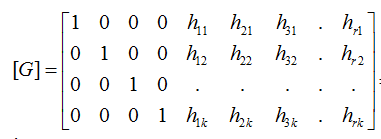 [G] = [1 0 0 0 h₁₁ h₂₁ h₃₁ . hᵣ₁
0 1 0 0 h₁₂ h₂₂ h₃₂ . hᵣ₂
0 0 1 0 . . . . .
0 0 0 1 h₁ₖ h₂ₖ h₃ₖ . hᵣₖ]